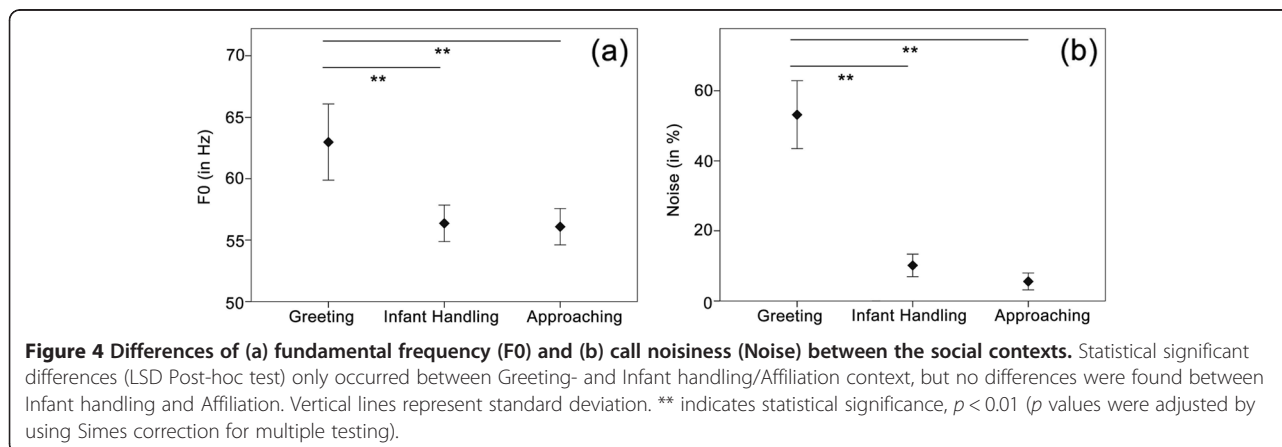 (a)
**
**
70
65
60
55
50
F0 (in Hz)
Greeting Infant Handling Approaching
(b)
**
**
60
40
20
0
Noise (in %)
Greeting Infant Handling Approaching
Figure 4 Differences of (a) fundamental frequency (F0) and (b) call noisiness (Noise) between the social contexts. Statistical significant
differences (LSD Post-hoc test) only occurred between Greeting- and Infant handling/Affiliation context, but no differences were found between
Infant handling and Affiliation. Vertical lines represent standard deviation. ** indicates statistical significance, p < 0.01 (p values were adjusted by
using Simes correction for multiple testing).